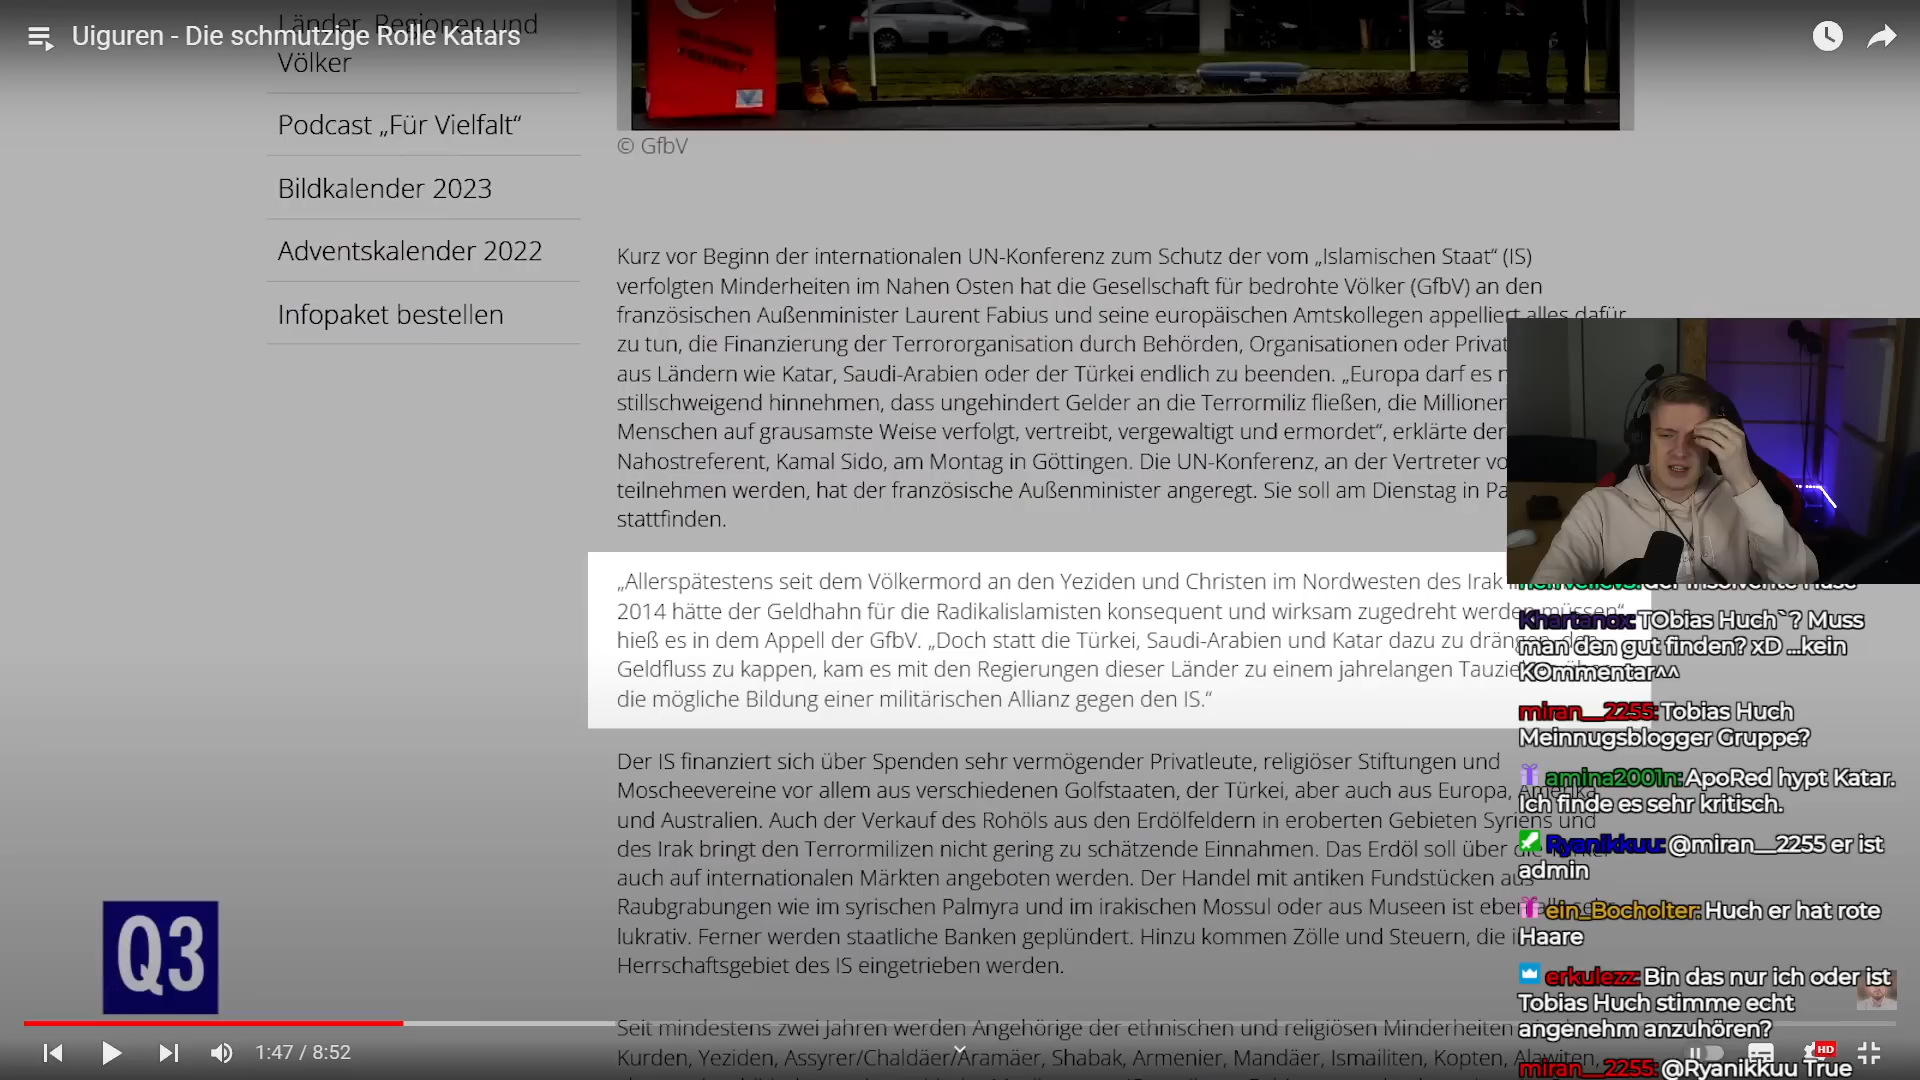 Länder, Regionen und
Völker
Uiguren - Die schmutzige Rolle Katars
Podcast „Für Vielfalt“
Bildkalender 2023
Adventskalender 2022
Infopaket bestellen
© GfbV
Kurz vor Beginn der internationalen UN-Konferenz zum Schutz der vom „Islamischen Staat“ (IS)
verfolgten Minderheiten im Nahen Osten hat die Gesellschaft für bedrohte Völker (GfbV) an den
französischen Außenminister Laurent Fabius und seine europäischen Amtskollegen appelliert alles dafür
zu tun, die Finanzierung der Terrororganisation durch Behörden, Organisationen oder
aus Ländern wie Katar, Saudi-Arabien oder der Türkei endlich zu beenden. „Europa darf es
stillschweigend hinnehmen, dass ungehindert Gelder an die Terrormiliz fließen, die
Menschen auf grausamste Weise verfolgt, vertreibt, vergewaltigt und ermordet“, erklärte der
Nahostreferent, Kamal Sido, am Montag in Göttingen. Die UN-Konferenz, an der Vertreter
teilnehmen werden, hat der französische Außenminister angeregt. Sie soll am Dienstag in
stattfinden.
„Allerspätestens seit dem Völkermord an den Yeziden und Christen im Nordwesten des Irak
2014 hätte der Geldhahn für die Radikalislamisten konsequent und wirksam zugedreht werden müssen“
hieß es in dem Appell der GfbV. „Doch statt die Türkei, Saudi-Arabien und Katar dazu zu drängen, den
Geldfluss zu kappen, kam es mit den Regierungen dieser Länder zu einem jahrelangen
die mögliche Bildung einer militärischen Allianz gegen den IS.“
Der IS finanziert sich über Spenden sehr vermögender Privatleute, religiöser Stiftungen und
Moscheevereine vor allem aus verschiedenen Golfstaaten, der Türkei, aber auch aus Europa, Amerika
und Australien. Auch der Verkauf des Rohöls aus den Erdölfeldern in eroberten Gebieten Syriens und
des Irak bringt den Terrormilizen nicht gering zu schätzende Einnahmen. Das Erdöl soll über
auch auf internationalen Märkten angeboten werden. Der Handel mit antiken Fundstücken aus
Raubgrabungen wie im syrischen Palmyra und im irakischen Mossul oder aus Museen ist
lukrativ. Ferner werden staatliche Banken geplündert. Hinzu kommen Zölle und Steuern, die
Herrschaftsgebiet des IS eingetrieben werden.
Seit mindestens zwei Jahren werden Angehörige der ethnischen und religiösen Minderheiten
Kurden, Yeziden, Assyrer/Chaldäer/Aramäer, Shabak, Armenier, Mandäer, Ismailiten, Kopten, Alawiten,
Khartanox: TObias Huch`? Muss
man den gut finden? xD ...kein
KOmmentar^^
miran__2255: Tobias Huch
Meinnugsblogger Gruppe?
amina2001n: ApoRed hypt Katar.
Ich finde es sehr kritisch.
Ryanikkuu: @miran__2255 er ist
admin
ein_Bocholter: Huch er hat rote
Haare
erkulezz: Bin das nur ich oder ist
Tobias Huch stimme echt
angenehm anzuhören?
miran__2255: @Ryanikkuu True
Q3
1:47 / 8:52
HD